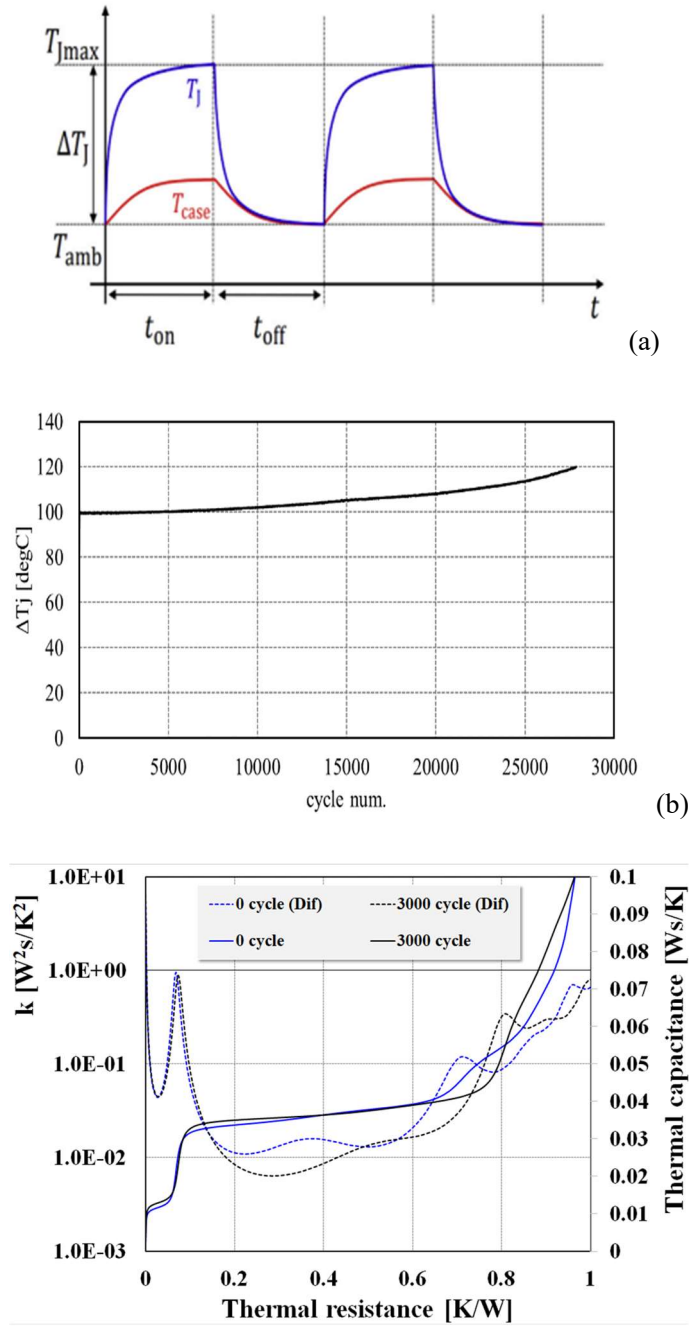 T_Jmax
T_J
ΔT_J
T_case
T_amb
t_on
t_off
t
(a)
140
120
100
80
60
40
20
0
ΔTj [degC]
0 5000 10000 15000 20000 25000 30000
cycle num.
(b)
1.0E+01
1.0E+00
1.0E-01
1.0E-02
1.0E-03
k [W²s/K²]
0 cycle (Dif) 3000 cycle (Dif)
0 cycle 3000 cycle
0.1
0.09
0.08
0.07
0.06
0.05
0.04
0.03
0.02
0.01
0
Thermal capacitance [Ws/K]
0 0.2 0.4 0.6 0.8 1
Thermal resistance [K/W]